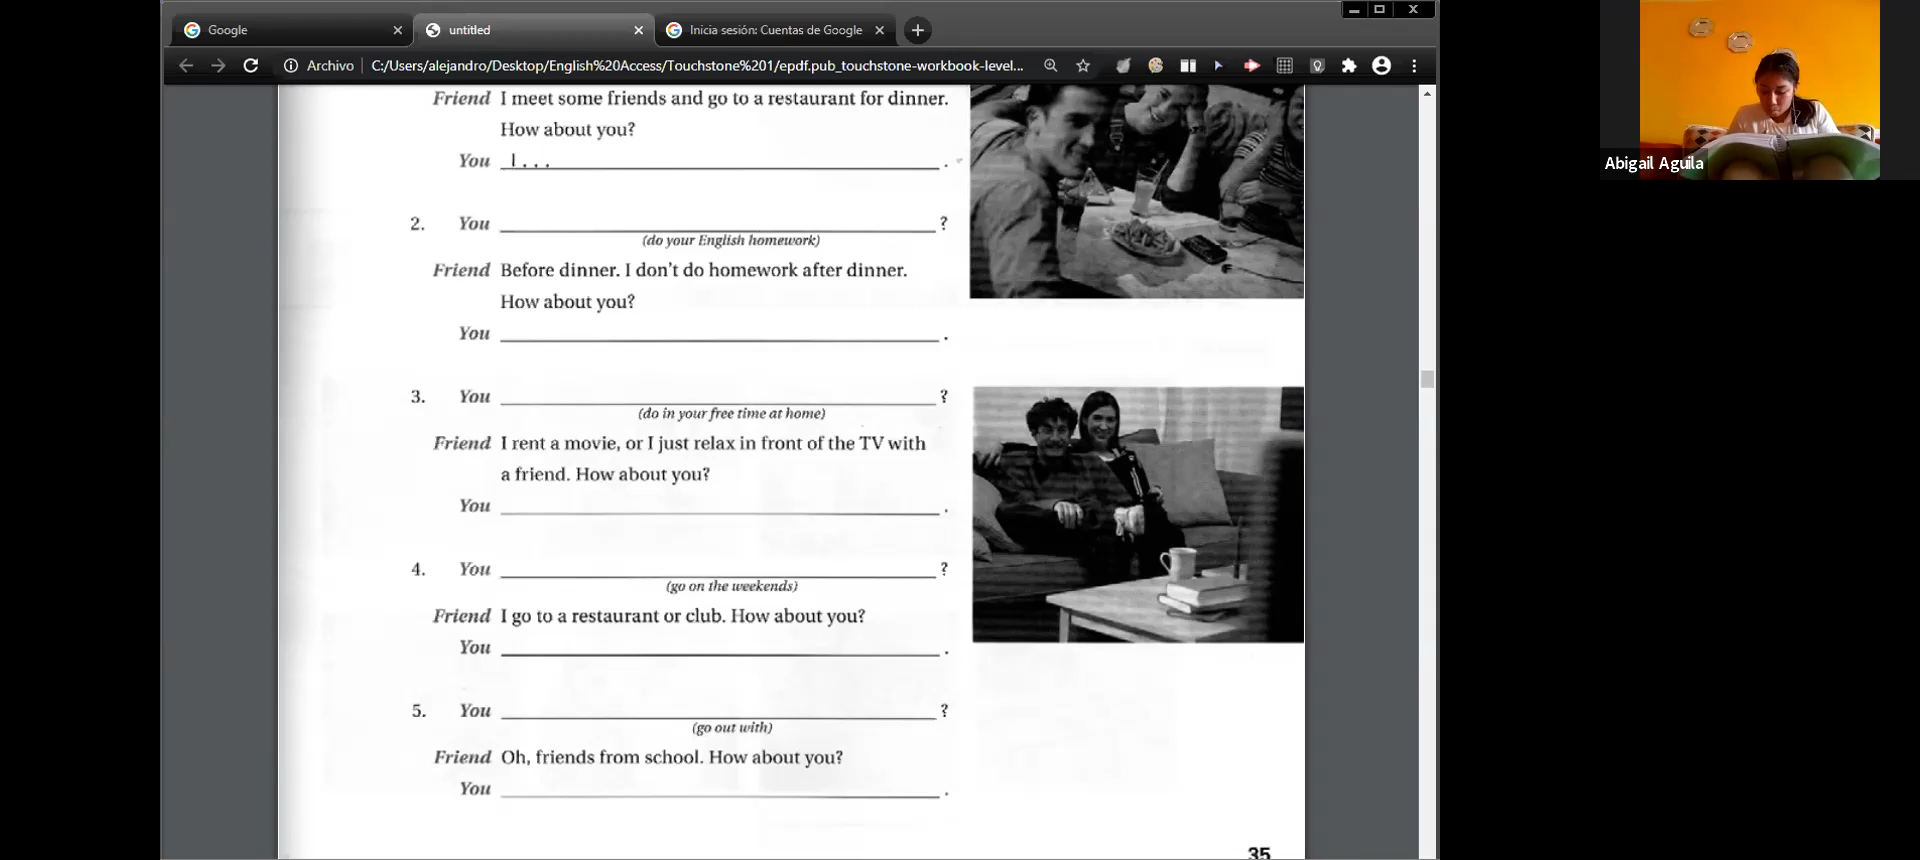 Google
untitled
Inicia sesión: Cuentas de Google
Archivo
C:/Users/alejandro/Desktop/English%20Access/Touchstone%201/epdf.pub_touchstone-workbook-level...
Friend I meet some friends and go to a restaurant for dinner.
How about you?
You I . . . .
2. You ?
(do your English homework)
Friend Before dinner. I don't do homework after dinner.
How about you?
You .
3. You ?
(do in your free time at home)
Friend I rent a movie, or I just relax in front of the TV with
a friend. How about you?
You .
4. You ?
(go on the weekends)
Friend I go to a restaurant or club. How about you?
You .
5. You ?
(go out with)
Friend Oh, friends from school. How about you?
You .
35
Abigail Aguila